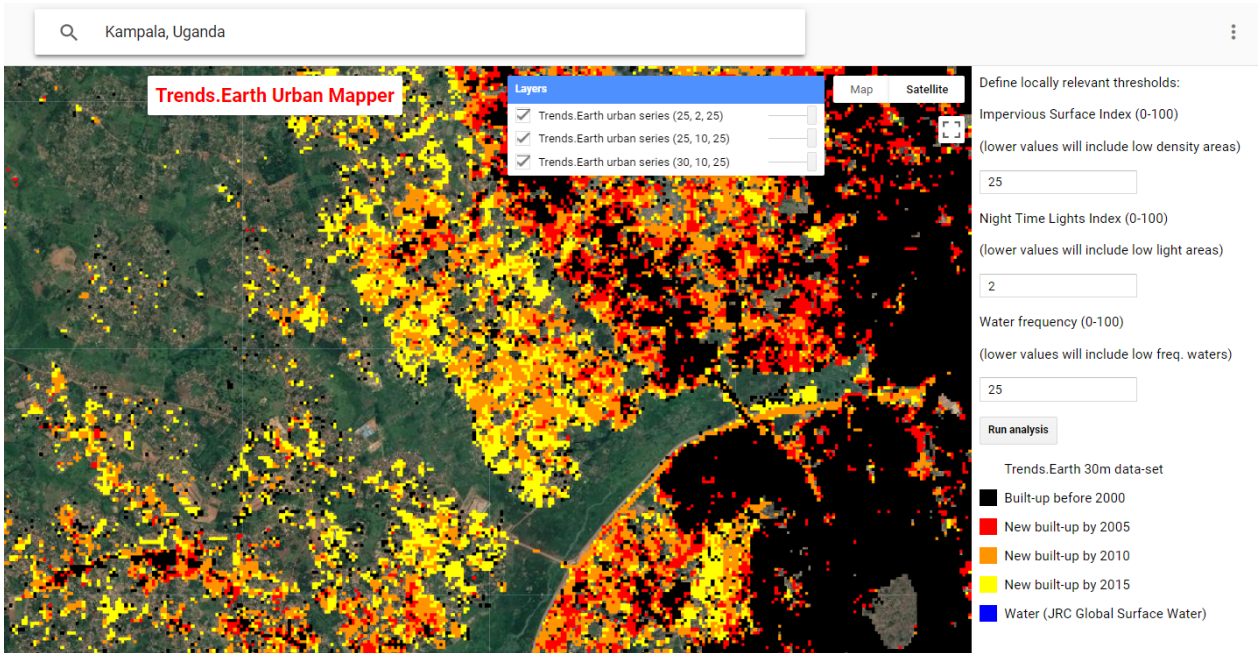 Kampala, Uganda
Trends.Earth Urban Mapper
Layers
Trends.Earth urban series (25, 2, 25)
Trends.Earth urban series (25, 10, 25)
Trends.Earth urban series (30, 10, 25)
Map Satellite
Define locally relevant thresholds:
Impervious Surface Index (0-100)
(lower values will include low density areas)
25
Night Time Lights Index (0-100)
(lower values will include low light areas)
2
Water frequency (0-100)
(lower values will include low freq. waters)
25
Run analysis
Trends.Earth 30m data-set
Built-up before 2000
New built-up by 2005
New built-up by 2010
New built-up by 2015
Water (JRC Global Surface Water)